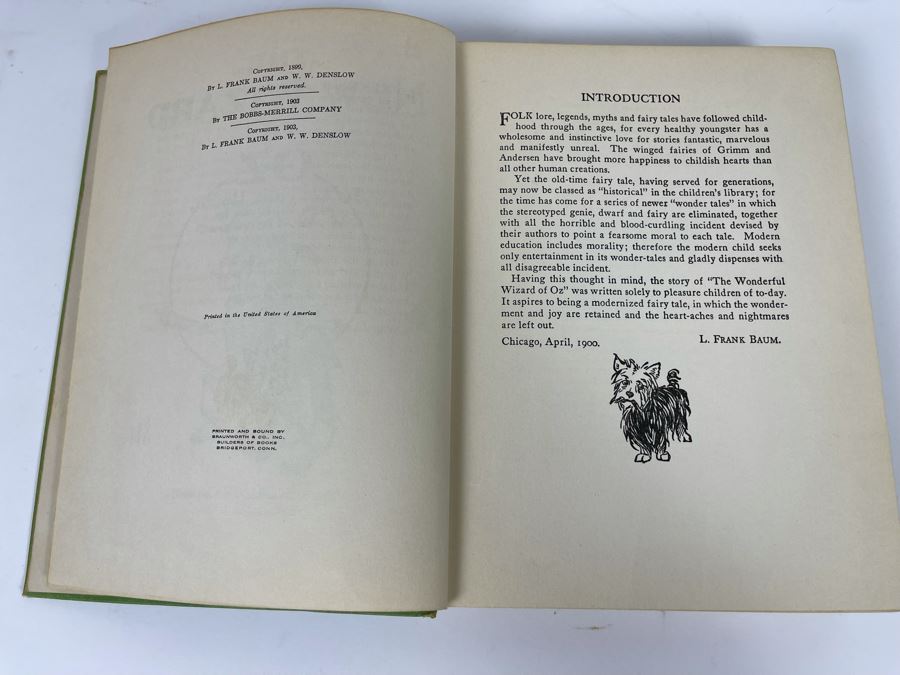 COPYRIGHT, 1899,
BY L. FRANK BAUM AND W. W. DENSLOW
All rights reserved.
COPYRIGHT, 1903
BY THE BOBBS-MERRILL COMPANY
COPYRIGHT, 1903,
BY L. FRANK BAUM AND W. W. DENSLOW
Printed in the United States of America
PRINTED AND BOUND BY
BRAUNWORTH & CO., INC.
BUILDERS OF BOOKS
BRIDGEPORT, CONN.
INTRODUCTION
FOLK lore, legends, myths and fairy tales have followed child-
hood through the ages, for every healthy youngster has a
wholesome and instinctive love for stories fantastic, marvelous
and manifestly unreal. The winged fairies of Grimm and
Andersen have brought more happiness to childish hearts than
all other human creations.
Yet the old-time fairy tale, having served for generations,
may now be classed as "historical" in the children's library; for
the time has come for a series of newer "wonder tales" in which
the stereotyped genie, dwarf and fairy are eliminated, together
with all the horrible and blood-curdling incident devised by
their authors to point a fearsome moral to each tale. Modern
education includes morality; therefore the modern child seeks
only entertainment in its wonder-tales and gladly dispenses with
all disagreeable incident.
Having this thought in mind, the story of "The Wonderful
Wizard of Oz" was written solely to pleasure children of to-day.
It aspires to being a modernized fairy tale, in which the wonder-
ment and joy are retained and the heart-aches and nightmares
are left out.
L. FRANK BAUM.
Chicago, April, 1900.